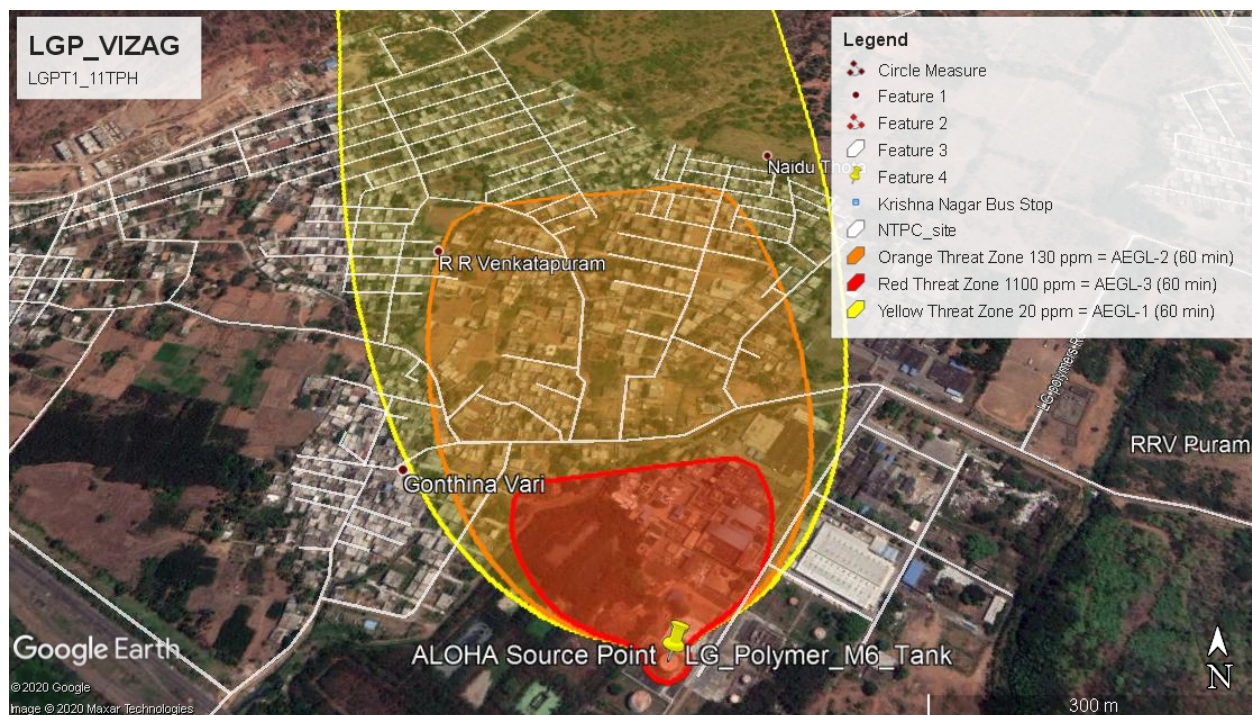 LGP_VIZAG
LGPT1_11TPH
Legend
Circle Measure
Feature 1
Feature 2
Feature 3
Feature 4
Krishna Nagar Bus Stop
NTPC_site
Orange Threat Zone 130 ppm = AEGL-2 (60 min)
Red Threat Zone 1100 ppm = AEGL-3 (60 min)
Yellow Threat Zone 20 ppm = AEGL-1 (60 min)
Naidu
R R Venkatapuram
LG polymers
RRV Puram
Gonthina Vari
ALOHA Source Point
LG_Polymer_M6_Tank
Google Earth
© 2020 Google
Image © 2020 Maxar Technologies
300 m
N